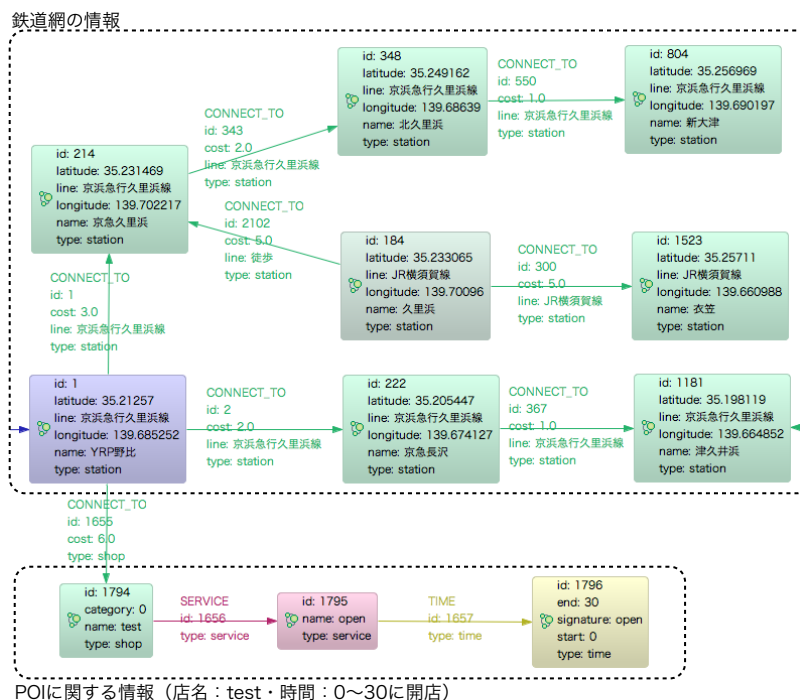 鉄道網の情報
id: 348
latitude: 35.249162
line: 京浜急行久里浜線
longitude: 139.68639
name: 北久里浜
type: station
CONNECT_TO
id: 550
cost: 1.0
line: 京浜急行久里浜線
type: station
id: 804
latitude: 35.256969
line: 京浜急行久里浜線
longitude: 139.690197
name: 新大津
type: station
CONNECT_TO
id: 343
cost: 2.0
line: 京浜急行久里浜線
type: station
id: 214
latitude: 35.231469
line: 京浜急行久里浜線
longitude: 139.702217
name: 京急久里浜
type: station
CONNECT_TO
id: 2102
cost: 5.0
line: 徒歩
type: station
id: 184
latitude: 35.233065
line: JR横須賀線
longitude: 139.70096
name: 久里浜
type: station
CONNECT_TO
id: 300
cost: 5.0
line: JR横須賀線
type: station
id: 1523
latitude: 35.25711
line: JR横須賀線
longitude: 139.660988
name: 衣笠
type: station
CONNECT_TO
id: 1
cost: 3.0
line: 京浜急行久里浜線
type: station
id: 1
latitude: 35.21257
line: 京浜急行久里浜線
longitude: 139.685252
name: YRP野比
type: station
CONNECT_TO
id: 2
cost: 2.0
line: 京浜急行久里浜線
type: station
id: 222
latitude: 35.205447
line: 京浜急行久里浜線
longitude: 139.674127
name: 京急長沢
type: station
CONNECT_TO
id: 367
cost: 1.0
line: 京浜急行久里浜線
type: station
id: 1181
latitude: 35.198119
line: 京浜急行久里浜線
longitude: 139.664852
name: 津久井浜
type: station
CONNECT_TO
id: 1655
cost: 6.0
type: shop
id: 1794
category: 0
name: test
type: shop
SERVICE
id: 1656
type: service
id: 1795
name: open
type: service
TIME
id: 1657
type: time
id: 1796
end: 30
signature: open
start: 0
type: time
POIに関する情報（店名：test・時間：0〜30に開店）